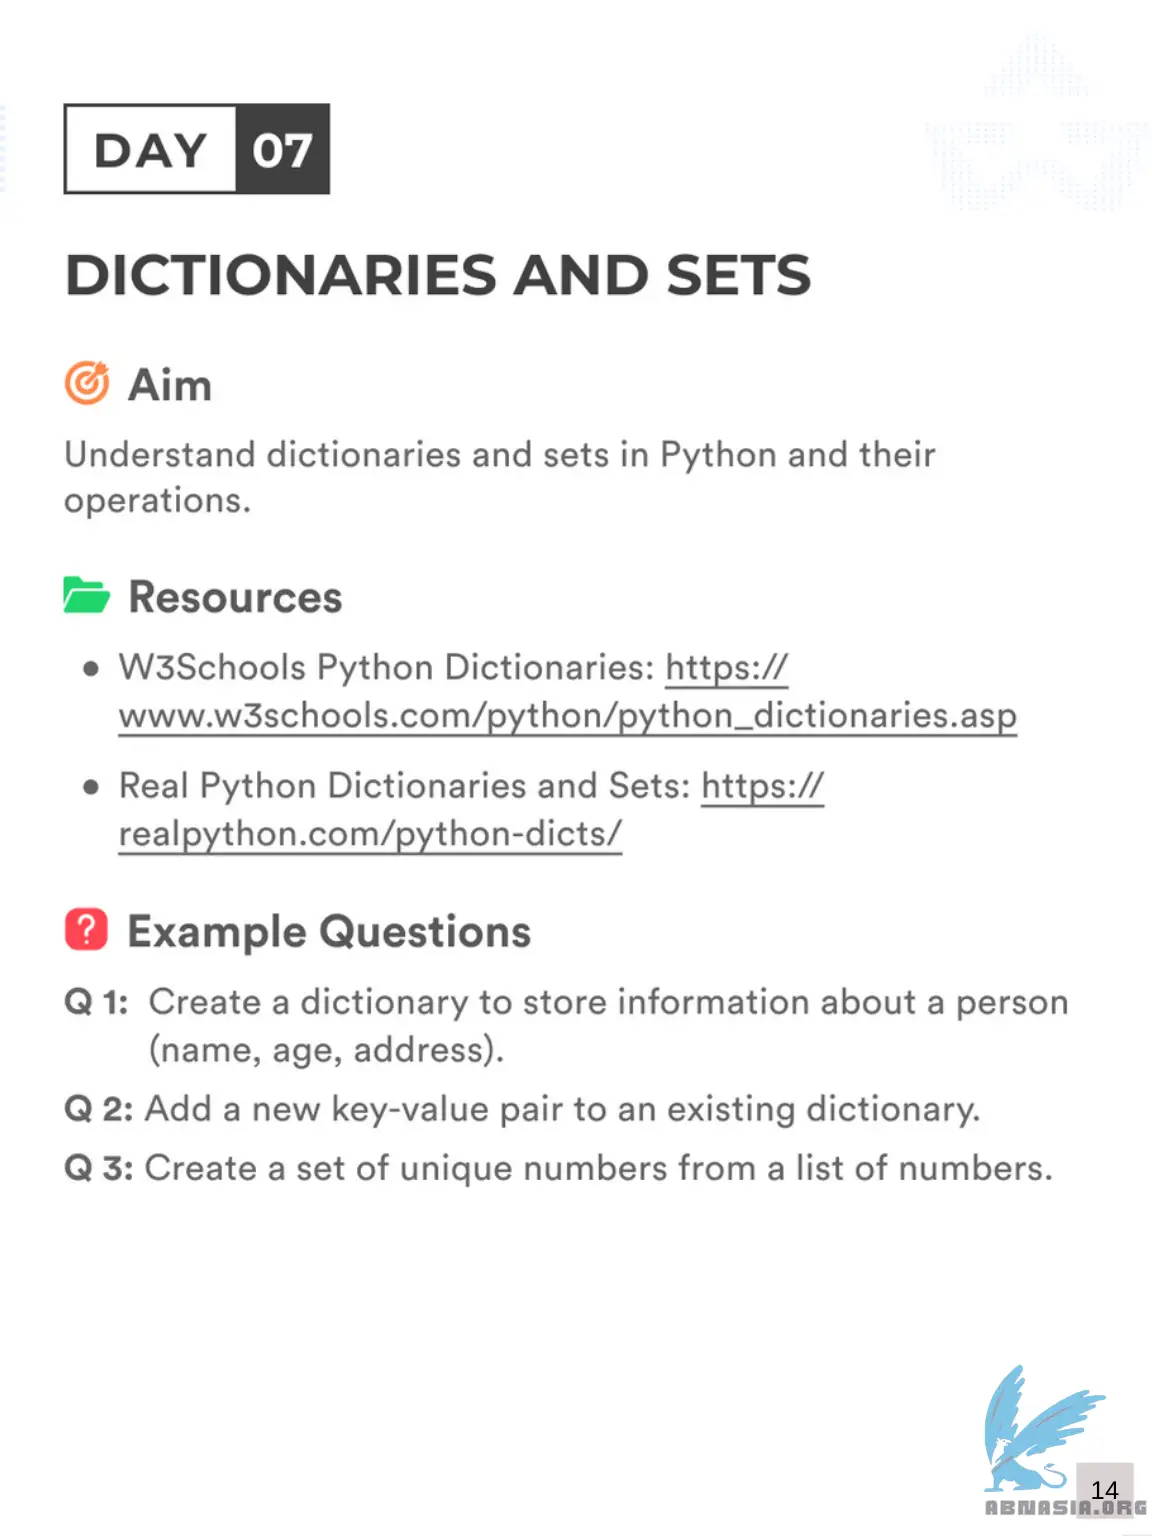 DAY 07
DICTIONARIES AND SETS
Aim
Understand dictionaries and sets in Python and their
operations.
Resources
• W3Schools Python Dictionaries: https://
www.w3schools.com/python/python_dictionaries.asp
• Real Python Dictionaries and Sets: https://
realpython.com/python-dicts/
? Example Questions
Q 1: Create a dictionary to store information about a person
(name, age, address).
Q 2: Add a new key-value pair to an existing dictionary.
Q 3: Create a set of unique numbers from a list of numbers.
14
ABNASIA.ORG